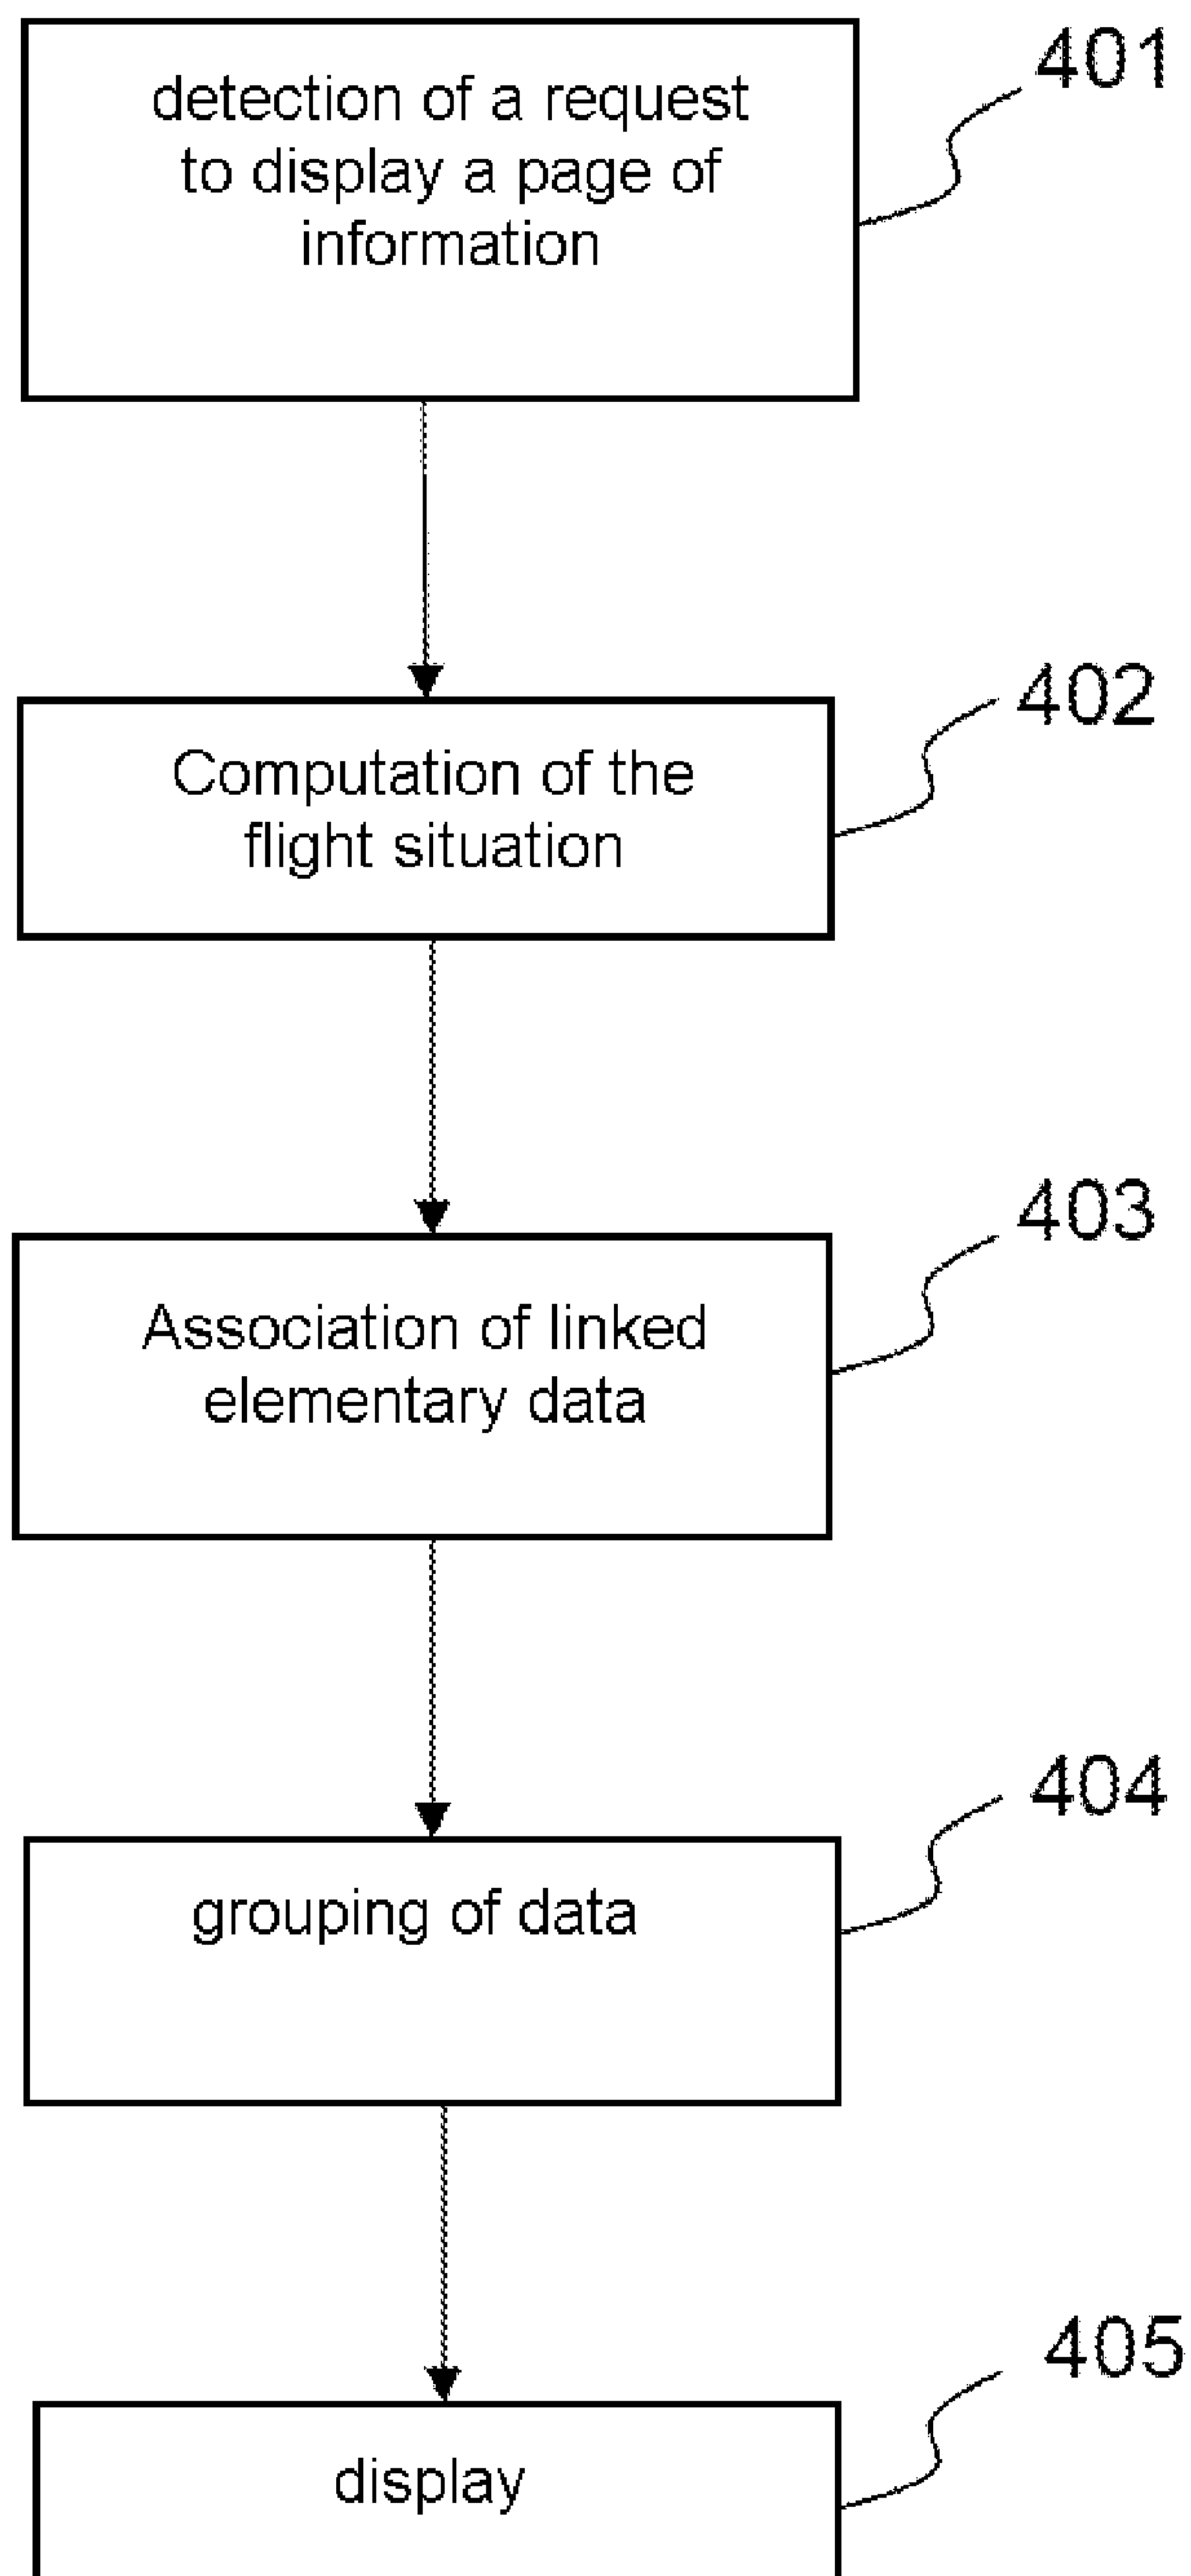 detection of a request
to display a page of
information
401
Computation of the
flight situation
402
Association of linked
elementary data
403
grouping of data
404
display
405